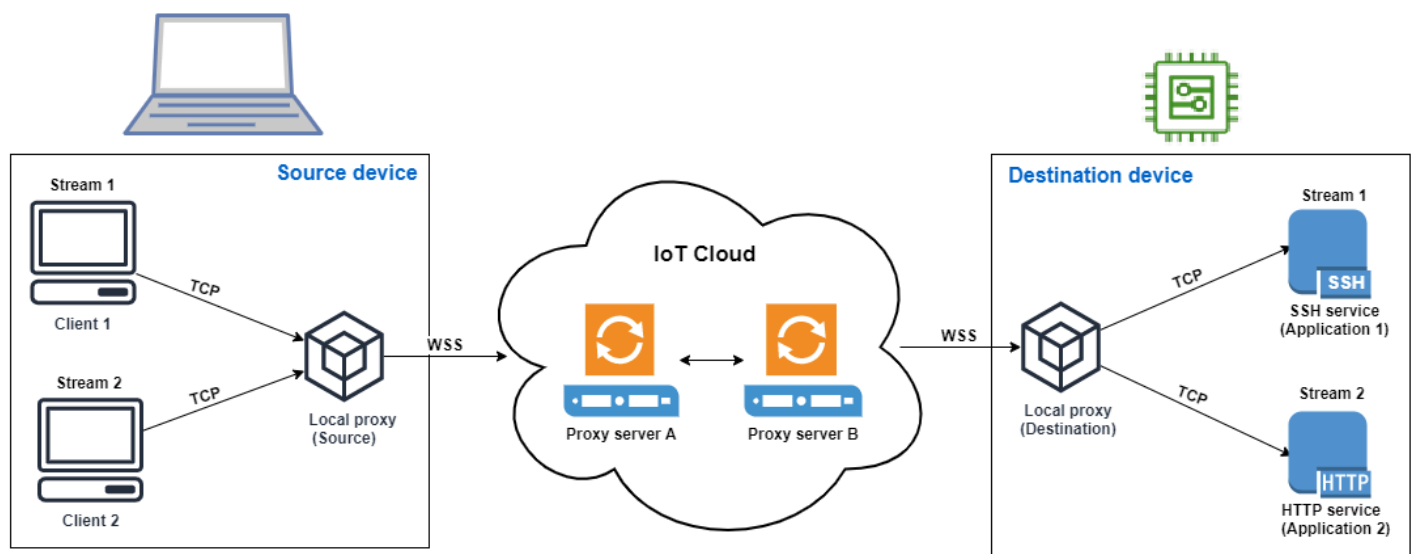 Source device
Stream 1
Client 1
TCP
Stream 2
Client 2
TCP
Local proxy
(Source)
WSS
IoT Cloud
Proxy server A
Proxy server B
WSS
Destination device
Local proxy
(Destination)
TCP
Stream 1
SSH
SSH service
(Application 1)
TCP
Stream 2
HTTP
HTTP service
(Application 2)